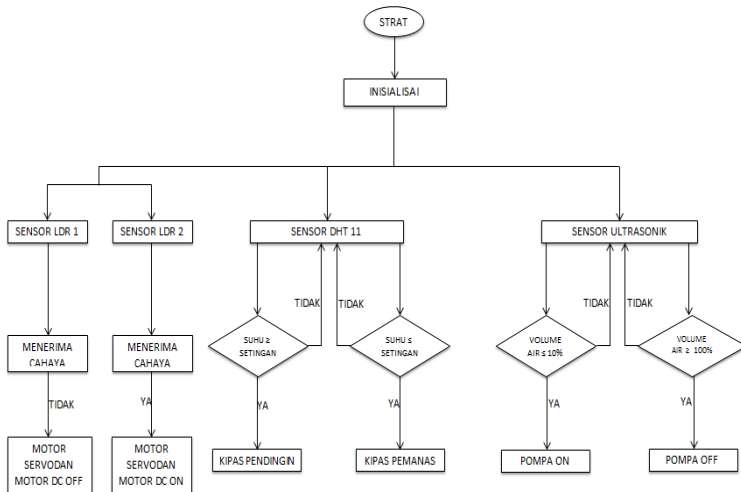 STRAT
INISIALISAI
SENSOR LDR 1
SENSOR LDR 2
SENSOR DHT 11
SENSOR ULTRASONIK
TIDAK
TIDAK
TIDAK
TIDAK
MENERIMA
CAHAYA
MENERIMA
CAHAYA
SUHU ≥
SETINGAN
SUHU ≤
SETINGAN
VOLUME
AIR ≤ 10%
VOLUME
AIR ≥ 100%
TIDAK
YA
YA
YA
YA
YA
MOTOR
SERVODAN
MOTOR DC OFF
MOTOR
SERVODAN
MOTOR DC ON
KIPAS PENDINGIN
KIPAS PEMANAS
POMPA ON
POMPA OFF